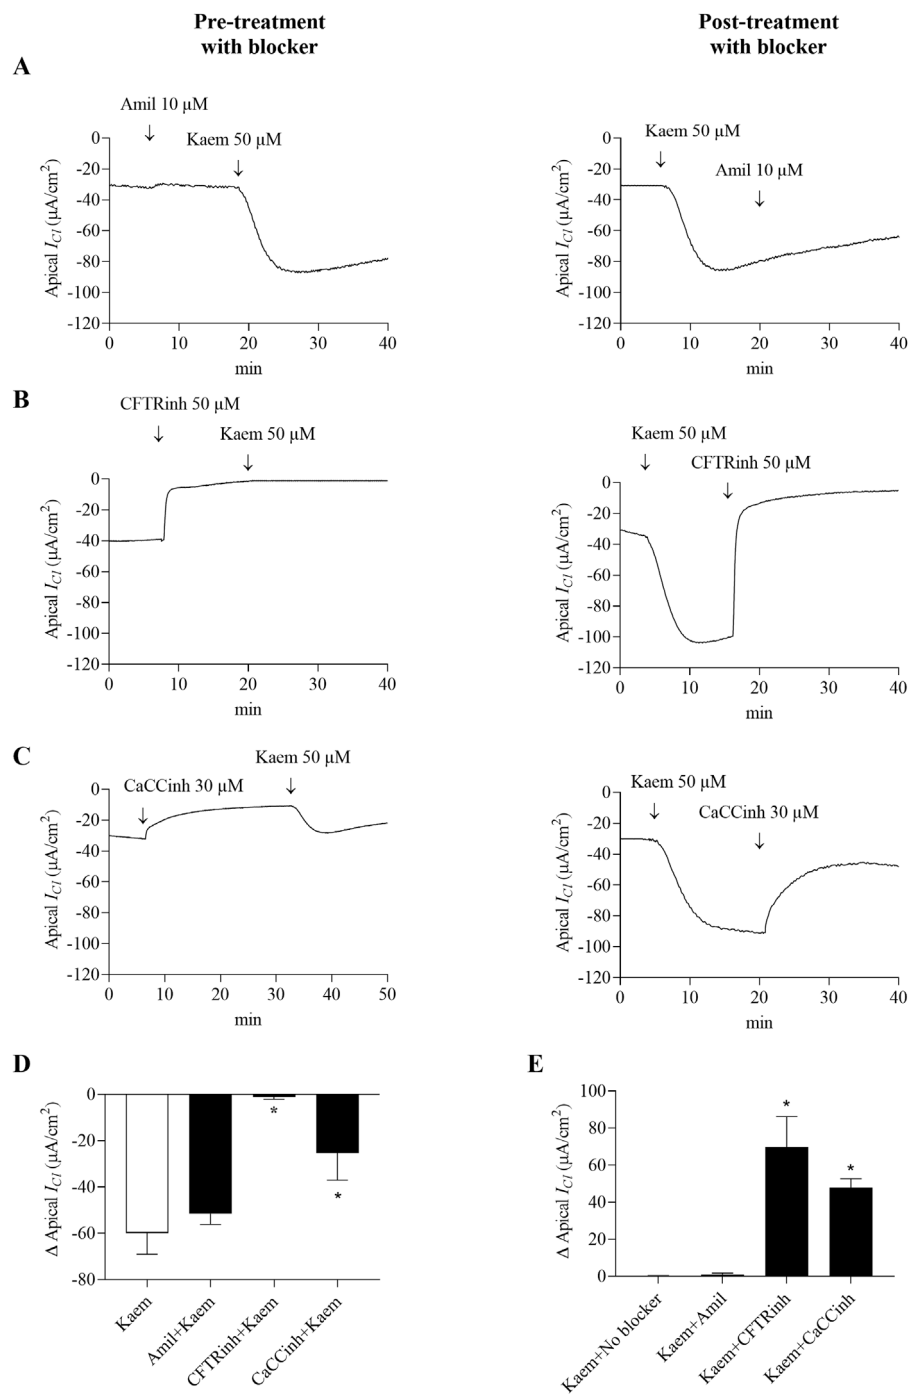 Pre-treatment
with blocker
Post-treatment
with blocker
A
Amil 10 µM
Kaem 50 µM
0
-20
-40
-60
-80
-100
-120
Apical ICl (µA/cm2)
0 10 20 30 40
min
Kaem 50 µM
Amil 10 µM
0
-20
-40
-60
-80
-100
-120
Apical ICl (µA/cm2)
0 10 20 30 40
min
B
CFTRinh 50 µM
Kaem 50 µM
0
-20
-40
-60
-80
-100
-120
Apical ICl (µA/cm2)
0 10 20 30 40
min
Kaem 50 µM
CFTRinh 50 µM
0
-20
-40
-60
-80
-100
-120
Apical ICl (µA/cm2)
0 10 20 30 40
min
C
Kaem 50 µM
CaCCinh 30 µM
0
-20
-40
-60
-80
-100
-120
Apical ICl (µA/cm2)
0 10 20 30 40 50
min
Kaem 50 µM
CaCCinh 30 µM
0
-20
-40
-60
-80
-100
-120
Apical ICl (µA/cm2)
0 10 20 30 40
min
D
0
-20
-40
-60
-80
Δ Apical ICl (µA/cm2)
*
*
Kaem
Amil+Kaem
CFTRinh+Kaem
CaCCinh+Kaem
E
100
80
60
40
20
0
Δ Apical ICl (µA/cm2)
*
*
Kaem+No blocker
Kaem+Amil
Kaem+CFTRinh
Kaem+CaCCinh